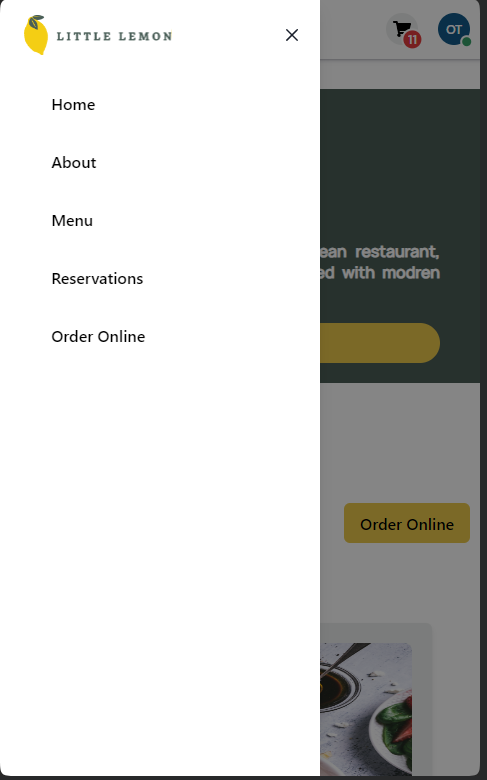 LITTLE LEMON
11
OT
Home
About
Menu
Reservations
Order Online
ean restaurant,
ed with modren
Order Online